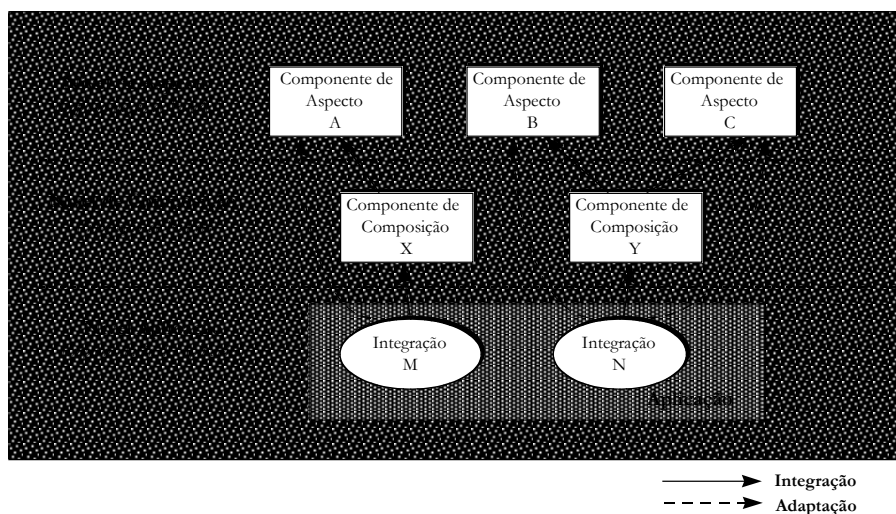 Componente de
Aspecto
A
Componente de
Aspecto
B
Componente de
Aspecto
C
Componente de
Composição
X
Componente de
Composição
Y
Integração
M
Integração
N
Aplicação
Integração
Adaptação